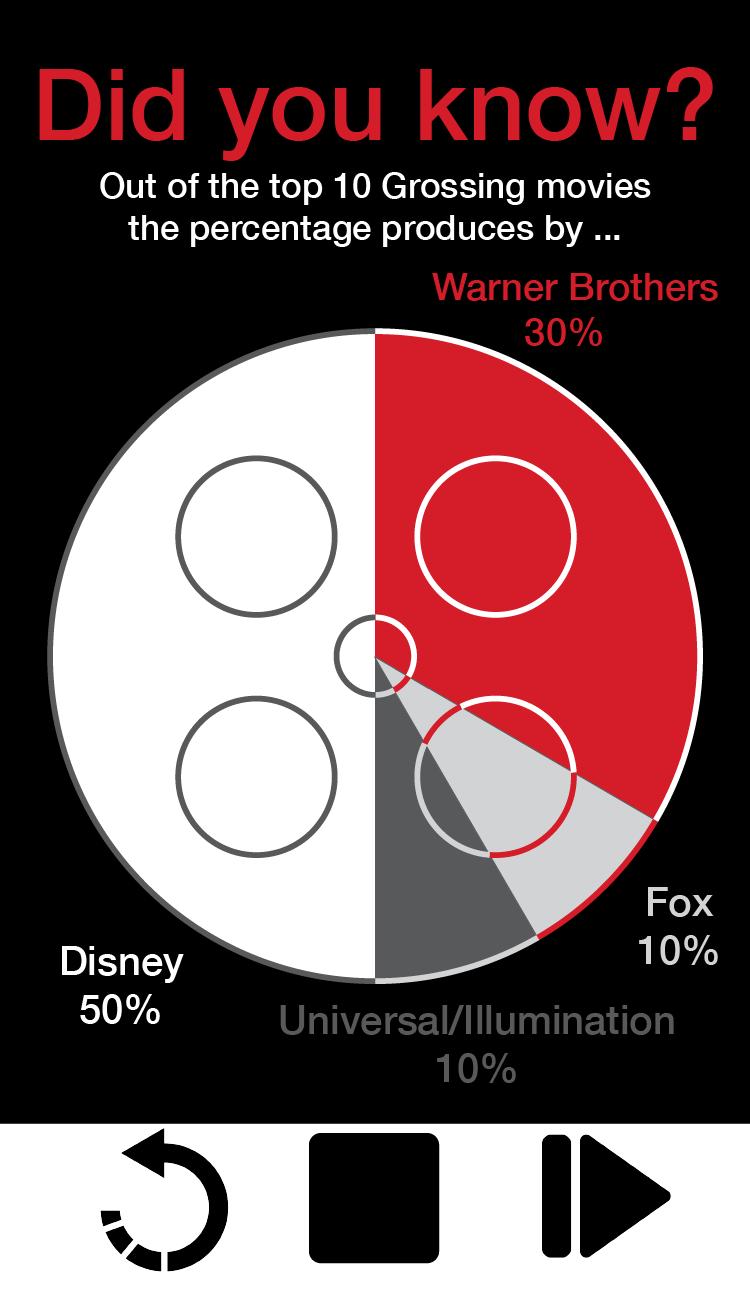 Did you know?
Out of the top 10 Grossing movies
the percentage produces by ...
Warner Brothers
30%
Fox
10%
Disney
50%
Universal/Illumination
10%